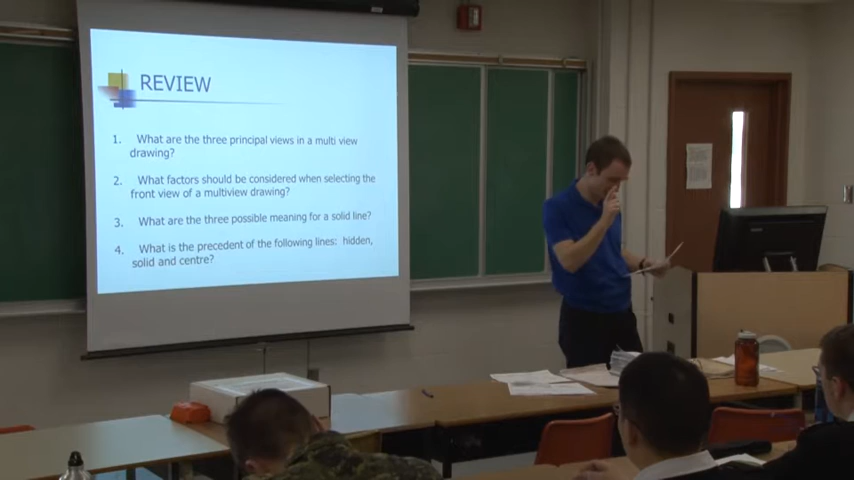 REVIEW
1. What are the three principal views in a multi view
drawing?
2. What factors should be considered when selecting the
front view of a multiview drawing?
3. What are the three possible meaning for a solid line?
4. What is the precedent of the following lines: hidden,
solid and centre?